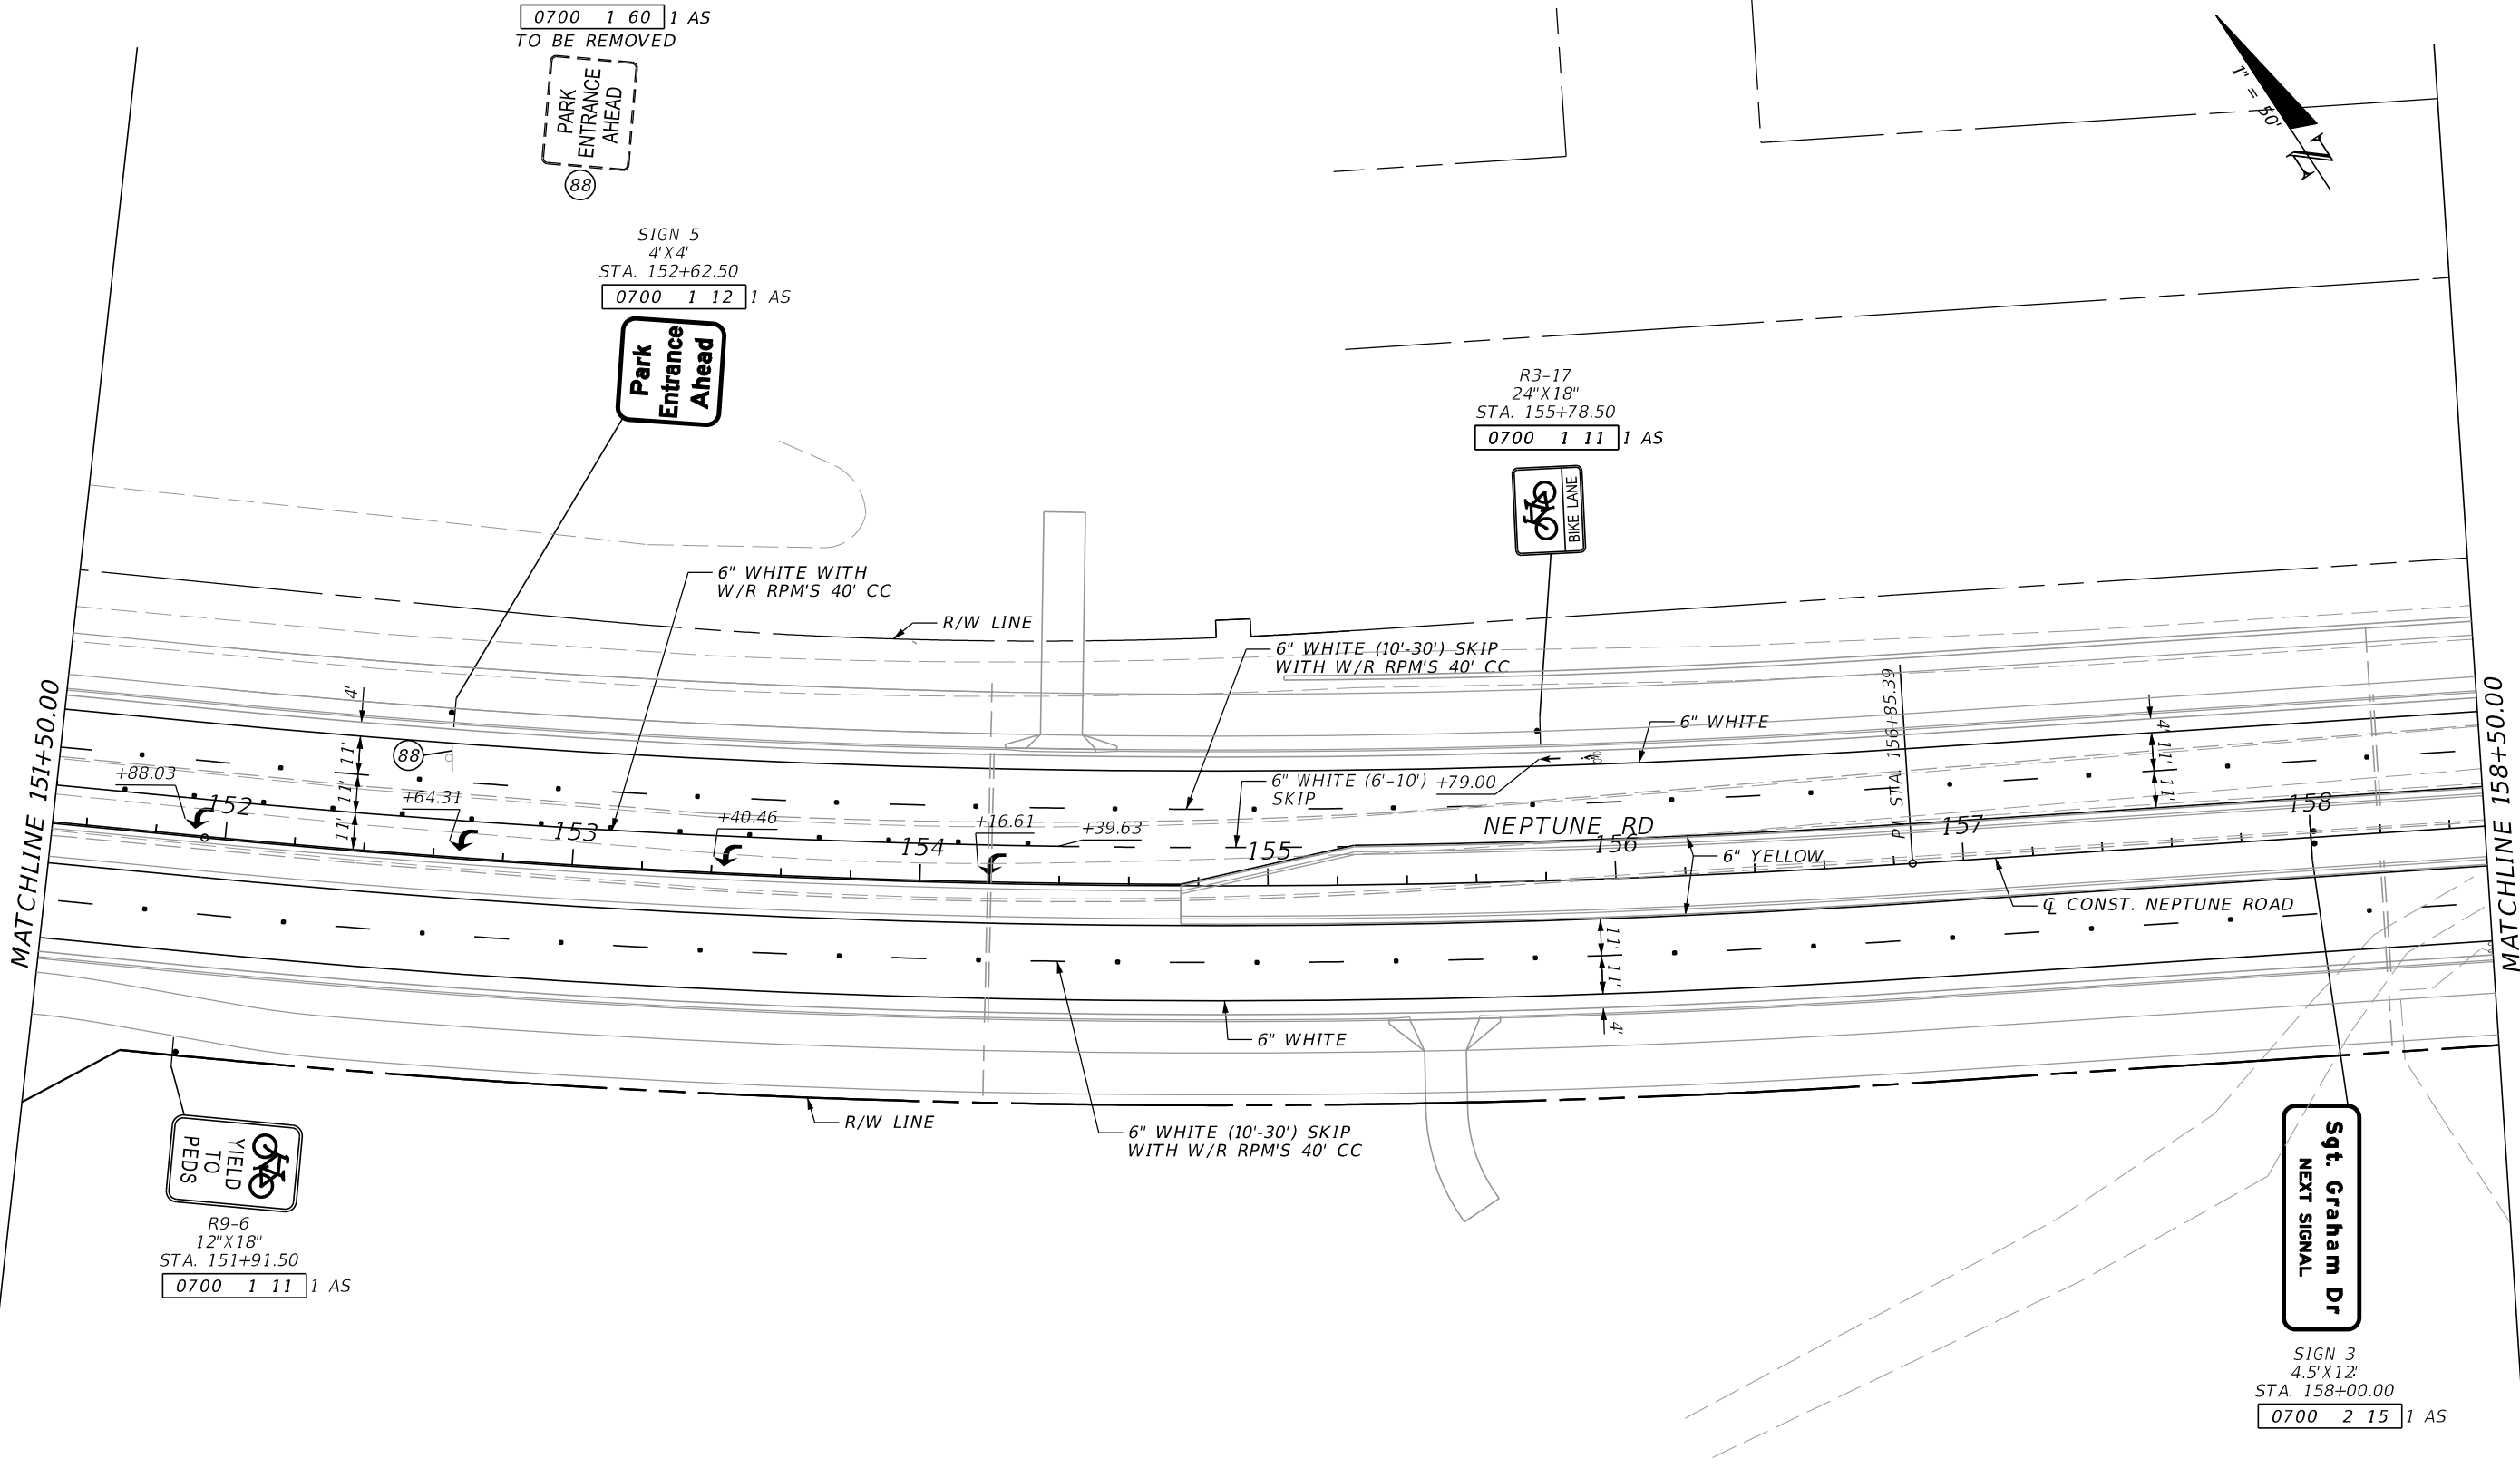 0700 1 60 1 AS
TO BE REMOVED
PARK
ENTRANCE
AHEAD
88
1" = 50'
N
SIGN 5
4'X4'
STA. 152+62.50
0700 1 12 1 AS
Park
Entrance
Ahead
R3-17
24"X18"
STA. 155+78.50
0700 1 11 1 AS
BIKE LANE
6" WHITE WITH
W/R RPM'S 40' CC
R/W LINE
6" WHITE (10'-30') SKIP
WITH W/R RPM'S 40' CC
MATCHLINE 151+50.00
4'
11'
11'
11'
88
+88.03
152
+64.31
153
+40.46
154
+16.61
+39.63
6" WHITE (6'-10')
SKIP
+79.00
6" WHITE
155
NEPTUNE RD
156
6" YELLOW
PT STA. 156+85.39
157
4'
11'
11'
158
MATCHLINE 158+50.00
℄ CONST. NEPTUNE ROAD
11'
11'
4'
6" WHITE
R/W LINE
6" WHITE (10'-30') SKIP
WITH W/R RPM'S 40' CC
YIELD
TO
PEDS
R9-6
12"X18"
STA. 151+91.50
0700 1 11 1 AS
Sgt. Graham Dr
NEXT SIGNAL
SIGN 3
4.5'X12'
STA. 158+00.00
0700 2 15 1 AS